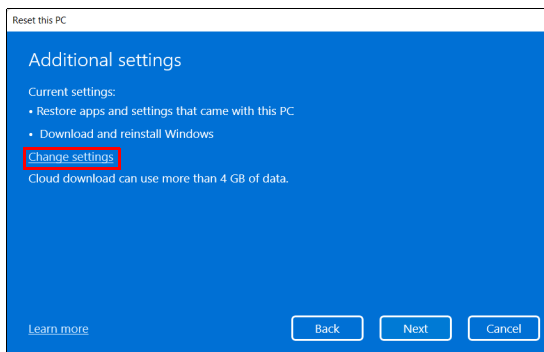 Reset this PC
Additional settings
Current settings:
• Restore apps and settings that came with this PC
• Download and reinstall Windows
Change settings
Cloud download can use more than 4 GB of data.
Learn more
Back
Next
Cancel